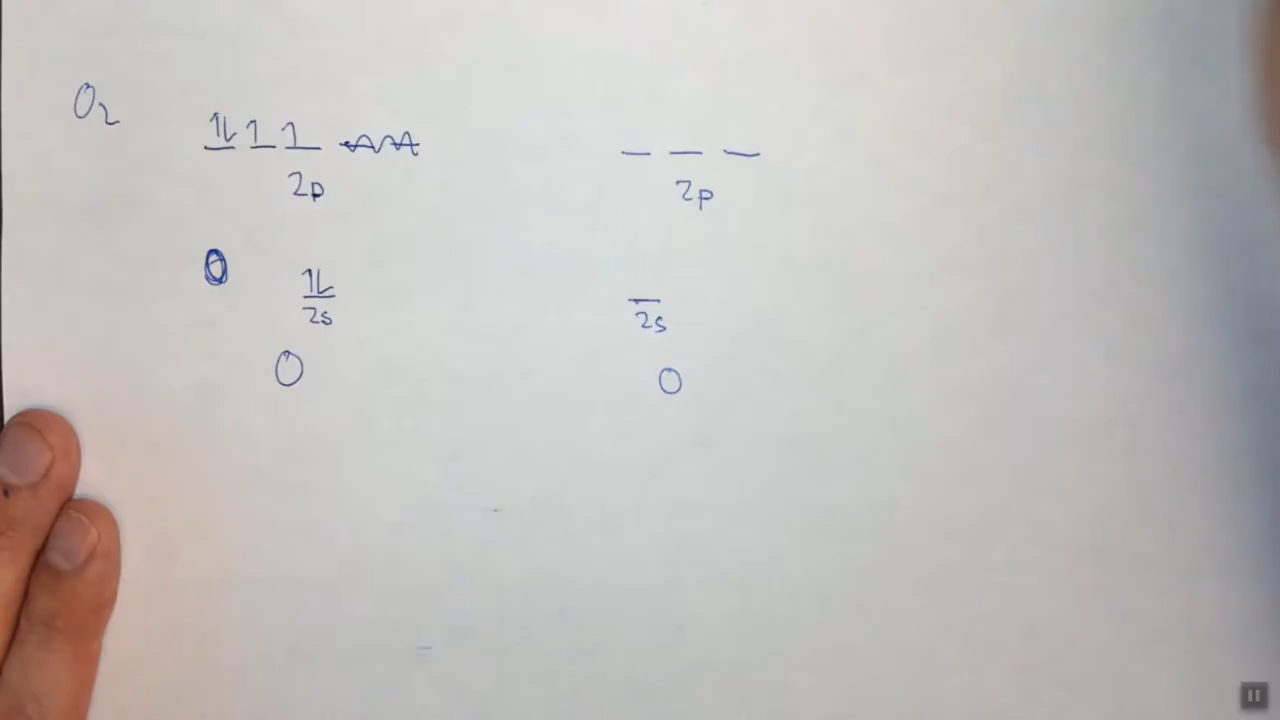 O2
1L 1 1
2p 2p
1L
2s 2s
O O